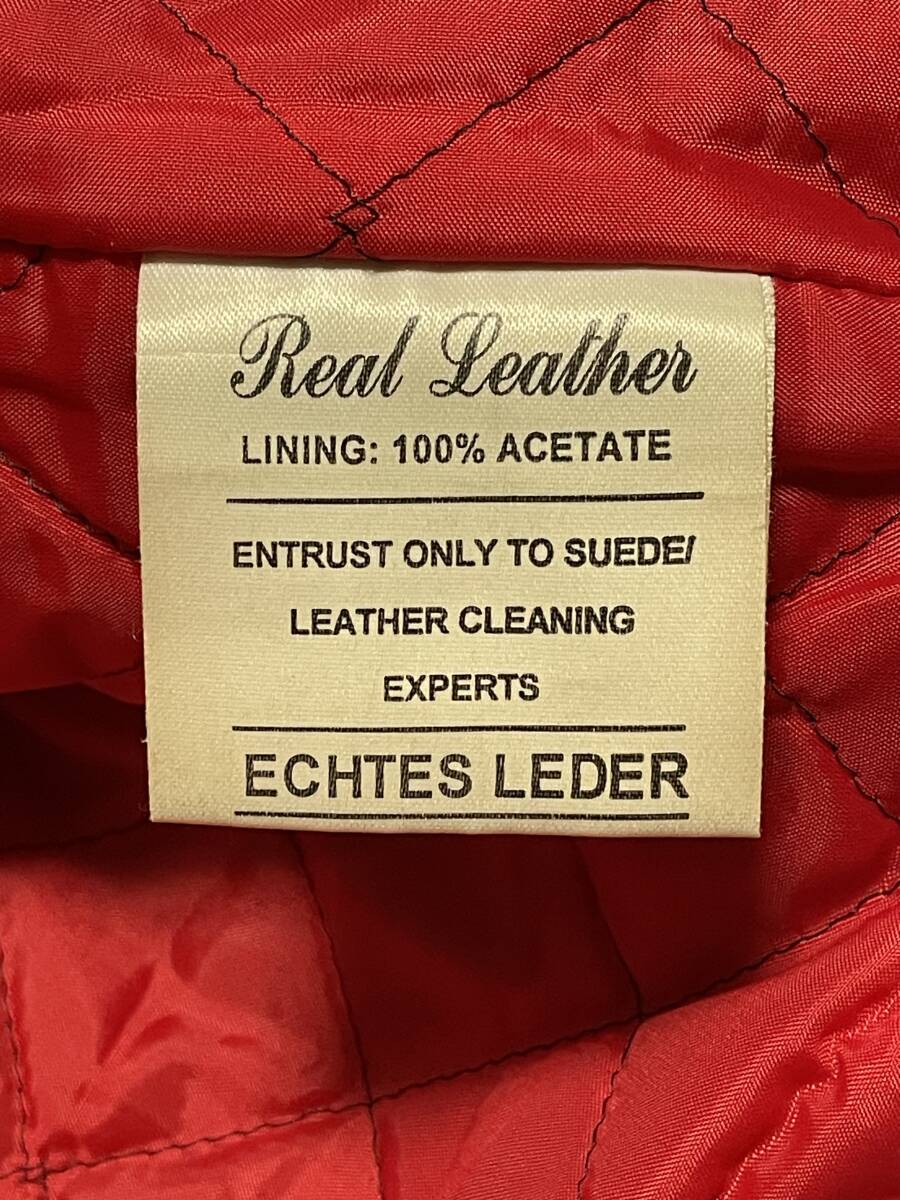 Real Leather
LINING: 100% ACETATE
ENTRUST ONLY TO SUEDE/
LEATHER CLEANING
EXPERTS
ECHTES LEDER